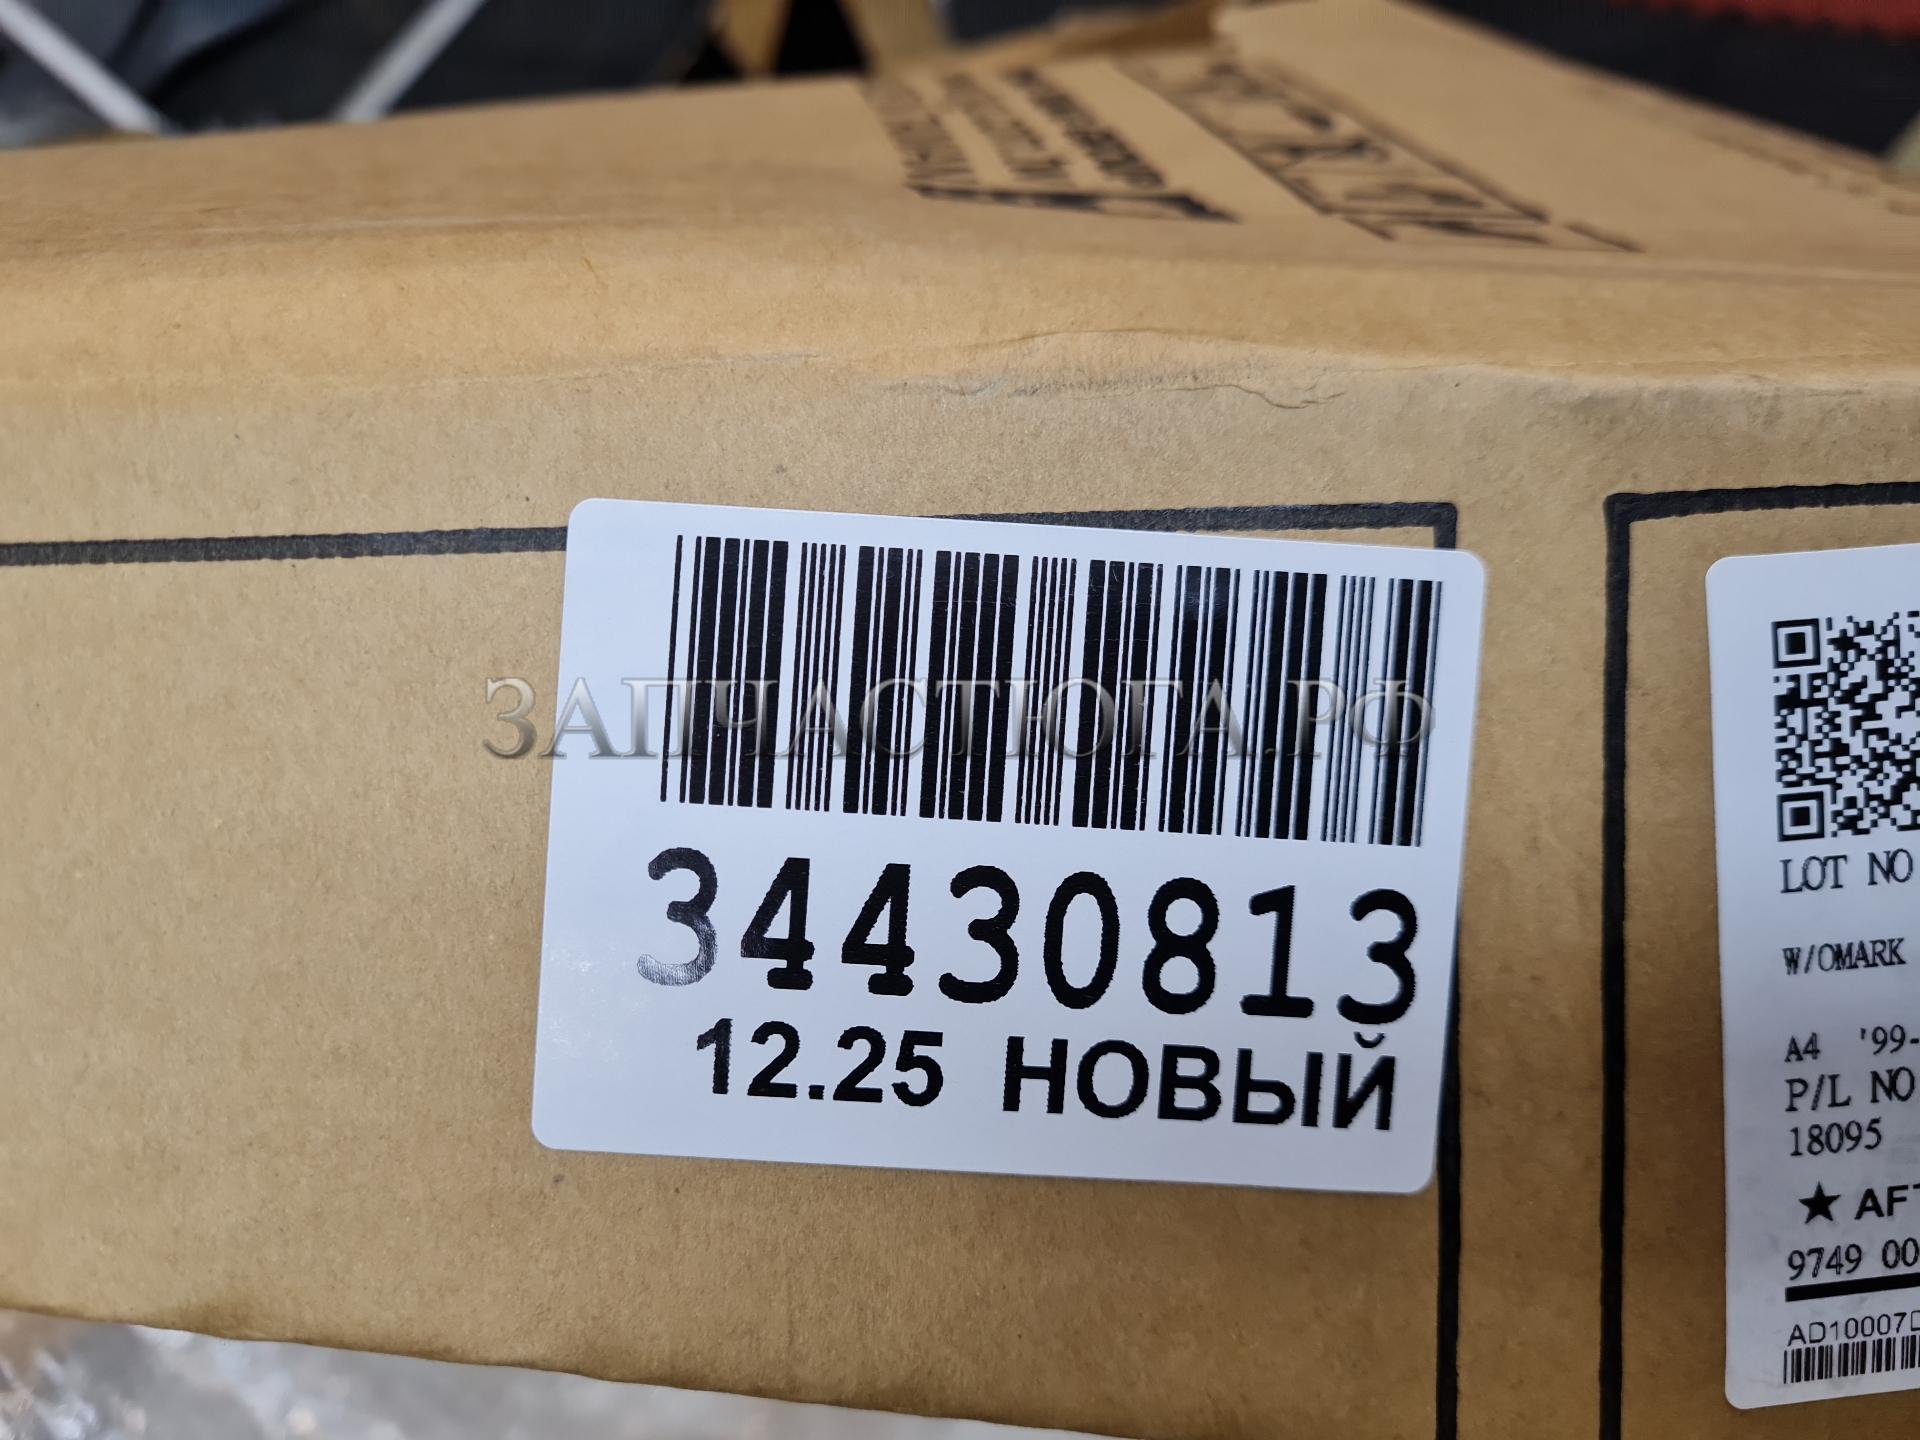 ЗАПЧАСТЮГА.РФ
34430813
12.25 НОВЫЙ
LOT NO
W/OMARK
A4 '99-
P/L NO
18095
★ AFT
9749 00
AD10007D